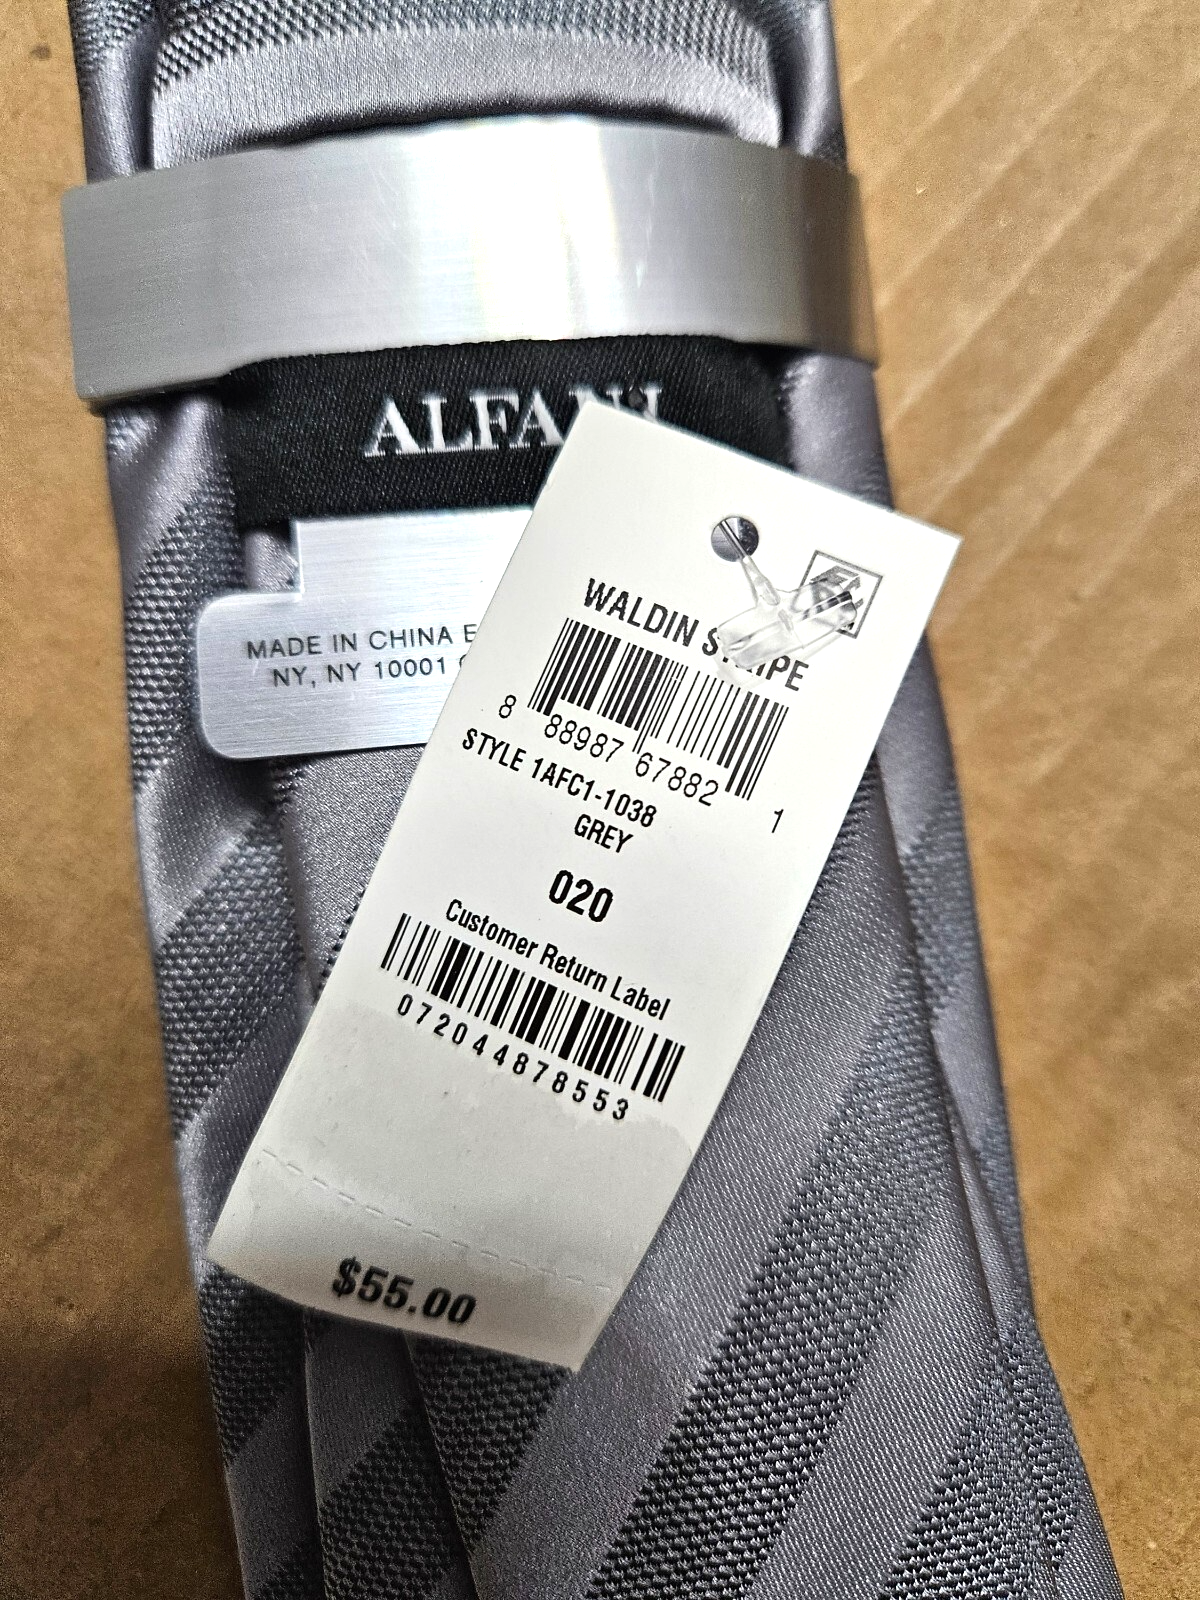 ALFANI
MADE IN CHINA
NY, NY 10001
WALDIN STRIPE
8 88987 67882 1
STYLE 1AFC1-1038
GREY
020
Customer Return Label
072044878553
$55.00